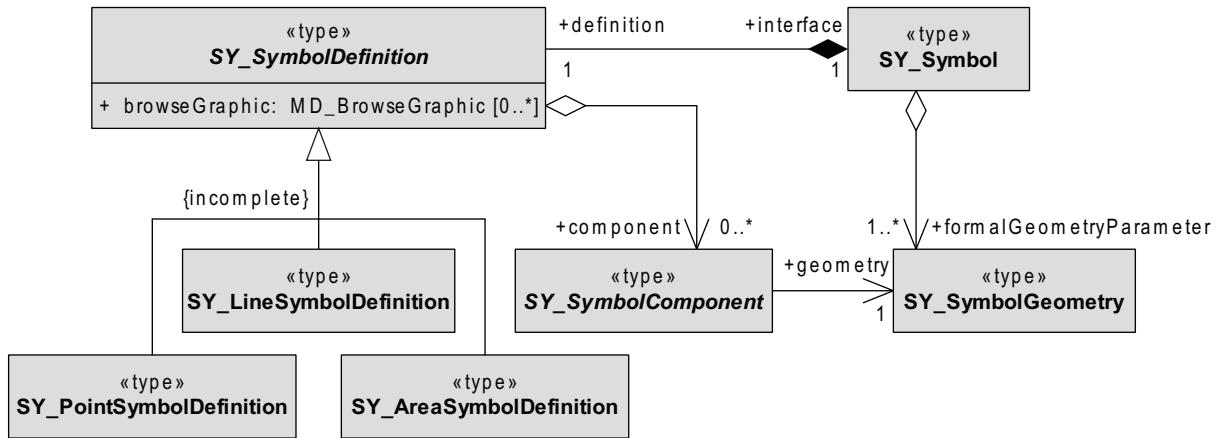 «type»
SY_SymbolDefinition
+ browseGraphic: MD_BrowseGraphic [0..*]
+definition
1
+interface
1
«type»
SY_Symbol
{incomplete}
+component
0..*
1..*
+formalGeometryParameter
«type»
SY_LineSymbolDefinition
«type»
SY_SymbolComponent
+geometry
1
«type»
SY_SymbolGeometry
«type»
SY_PointSymbolDefinition
«type»
SY_AreaSymbolDefinition